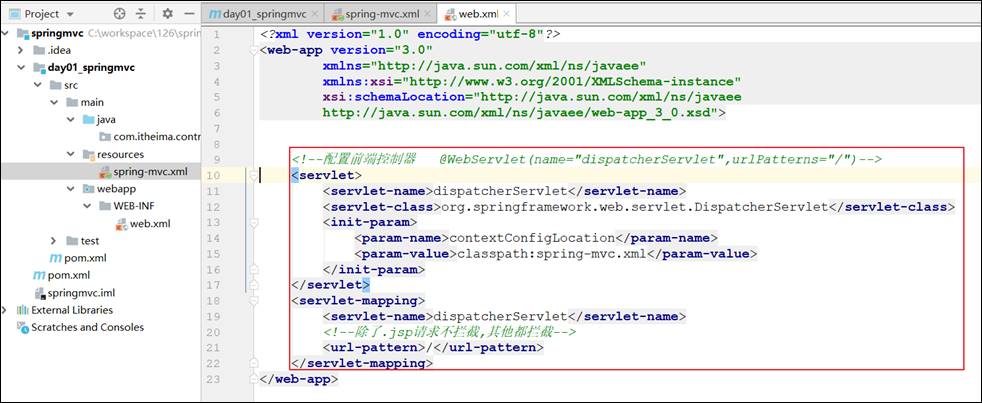 Project
springmvc C:\workspace\126\sprin
.idea
day01_springmvc
src
main
java
com.itheima.contr
resources
spring-mvc.xml
webapp
WEB-INF
web.xml
test
pom.xml
pom.xml
springmvc.iml
External Libraries
Scratches and Consoles
day01_springmvc
spring-mvc.xml
web.xml
1 <?xml version="1.0" encoding="utf-8"?>
2 <web-app version="3.0"
3 xmlns="http://java.sun.com/xml/ns/javaee"
4 xmlns:xsi="http://www.w3.org/2001/XMLSchema-instance"
5 xsi:schemaLocation="http://java.sun.com/xml/ns/javaee
6 http://java.sun.com/xml/ns/javaee/web-app_3_0.xsd">
7
8
9 <!--配置前端控制器 @WebServlet(name="dispatcherServlet",urlPatterns="/")-->
10 <servlet>
11 <servlet-name>dispatcherServlet</servlet-name>
12 <servlet-class>org.springframework.web.servlet.DispatcherServlet</servlet-class>
13 <init-param>
14 <param-name>contextConfigLocation</param-name>
15 <param-value>classpath:spring-mvc.xml</param-value>
16 </init-param>
17 </servlet>
18 <servlet-mapping>
19 <servlet-name>dispatcherServlet</servlet-name>
20 <!--除了.jsp请求不拦截,其他都拦截-->
21 <url-pattern>/</url-pattern>
22 </servlet-mapping>
23 </web-app>